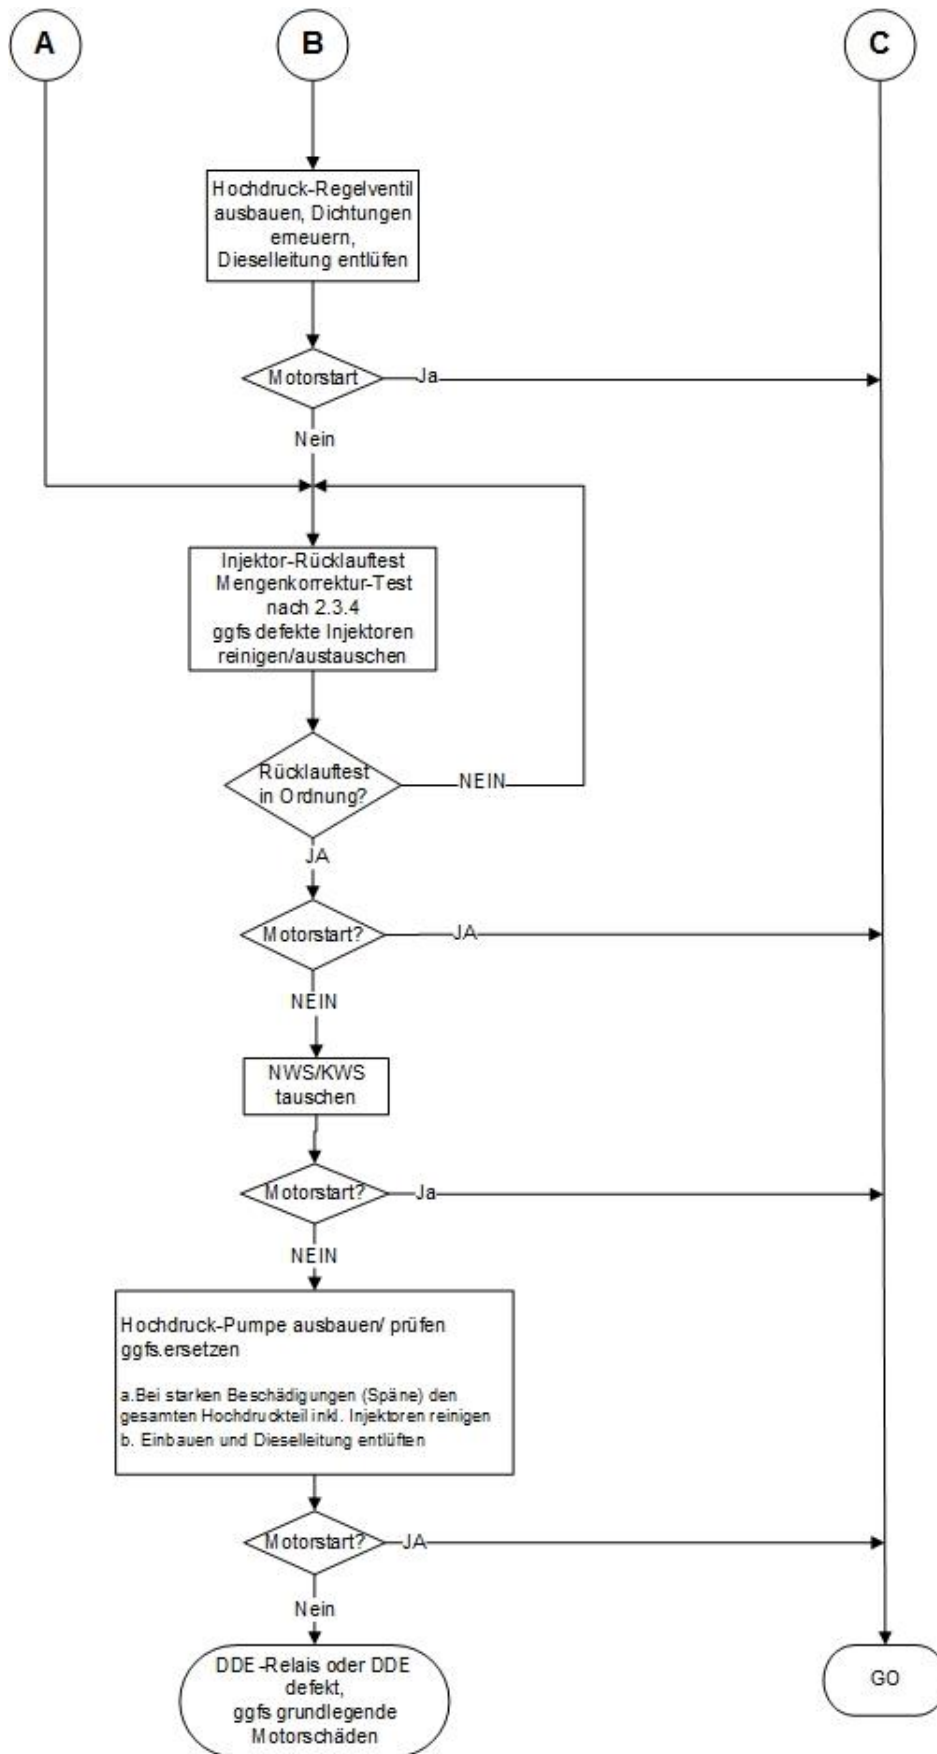 A
B
C
Hochdruck-Regelventil
ausbauen, Dichtungen
erneuern,
Dieselleitung entlüfen
Motorstart
Ja
Nein
Injektor-Rücklauftest
Mengenkorrektur-Test
nach 2.3.4
ggfs defekte Injektoren
reinigen/austauschen
Rücklauftest
in Ordnung?
NEIN
JA
Motorstart?
JA
NEIN
NWS/KWS
tauschen
Motorstart?
Ja
NEIN
Hochdruck-Pumpe ausbauen/ prüfen
ggfs.ersetzen
a.Bei starken Beschädigungen (Späne) den
gesamten Hochdruckteil inkl. Injektoren reinigen
b. Einbauen und Dieselleitung entlüften
Motorstart?
JA
Nein
DDE-Relais oder DDE
defekt,
ggfs grundlegende
Motorschäden
GO